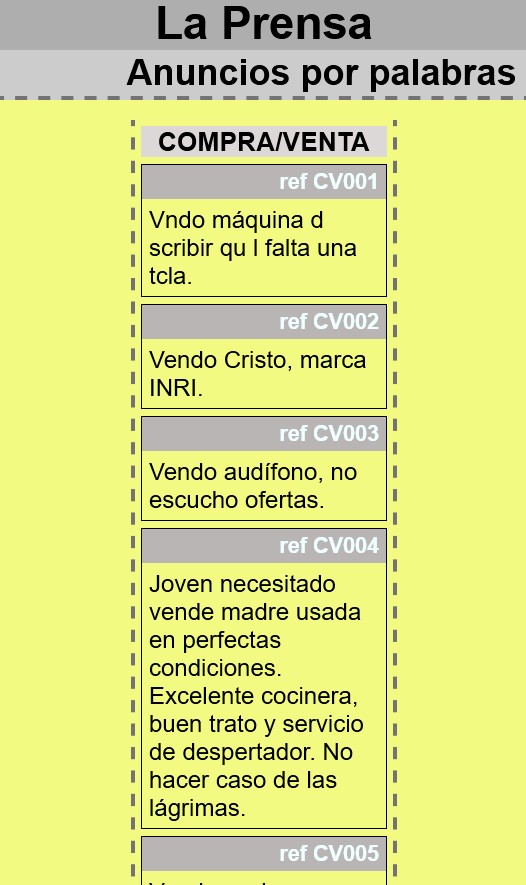 La Prensa
Anuncios por palabras
COMPRA/VENTA
ref CV001
Vndo máquina d
scribir qu l falta una
tcla.
ref CV002
Vendo Cristo, marca
INRI.
ref CV003
Vendo audífono, no
escucho ofertas.
ref CV004
Joven necesitado
vende madre usada
en perfectas
condiciones.
Excelente cocinera,
buen trato y servicio
de despertador. No
hacer caso de las
lágrimas.
ref CV005